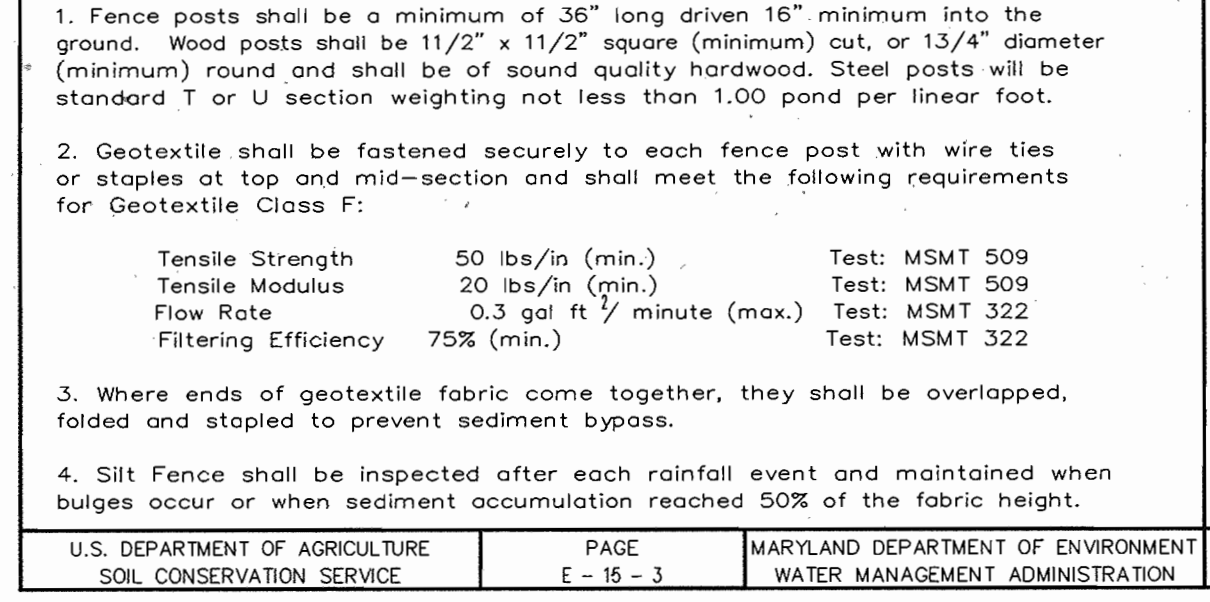 1. Fence posts shall be a minimum of 36" long driven 16" minimum into the
ground. Wood posts shall be 11/2" x 11/2" square (minimum) cut, or 13/4" diameter
(minimum) round and shall be of sound quality hardwood. Steel posts will be
standard T or U section weighting not less than 1.00 pond per linear foot.
2. Geotextile shall be fastened securely to each fence post with wire ties
or staples at top and mid-section and shall meet the following requirements
for Geotextile Class F:
Tensile Strength 50 lbs/in (min.) Test: MSMT 509
Tensile Modulus 20 lbs/in (min.) Test: MSMT 509
Flow Rate 0.3 gal ft ²/ minute (max.) Test: MSMT 322
Filtering Efficiency 75% (min.) Test: MSMT 322
3. Where ends of geotextile fabric come together, they shall be overlapped,
folded and stapled to prevent sediment bypass.
4. Silt Fence shall be inspected after each rainfall event and maintained when
bulges occur or when sediment accumulation reached 50% of the fabric height.
U.S. DEPARTMENT OF AGRICULTURE
SOIL CONSERVATION SERVICE
PAGE
E - 15 - 3
MARYLAND DEPARTMENT OF ENVIRONMENT
WATER MANAGEMENT ADMINISTRATION